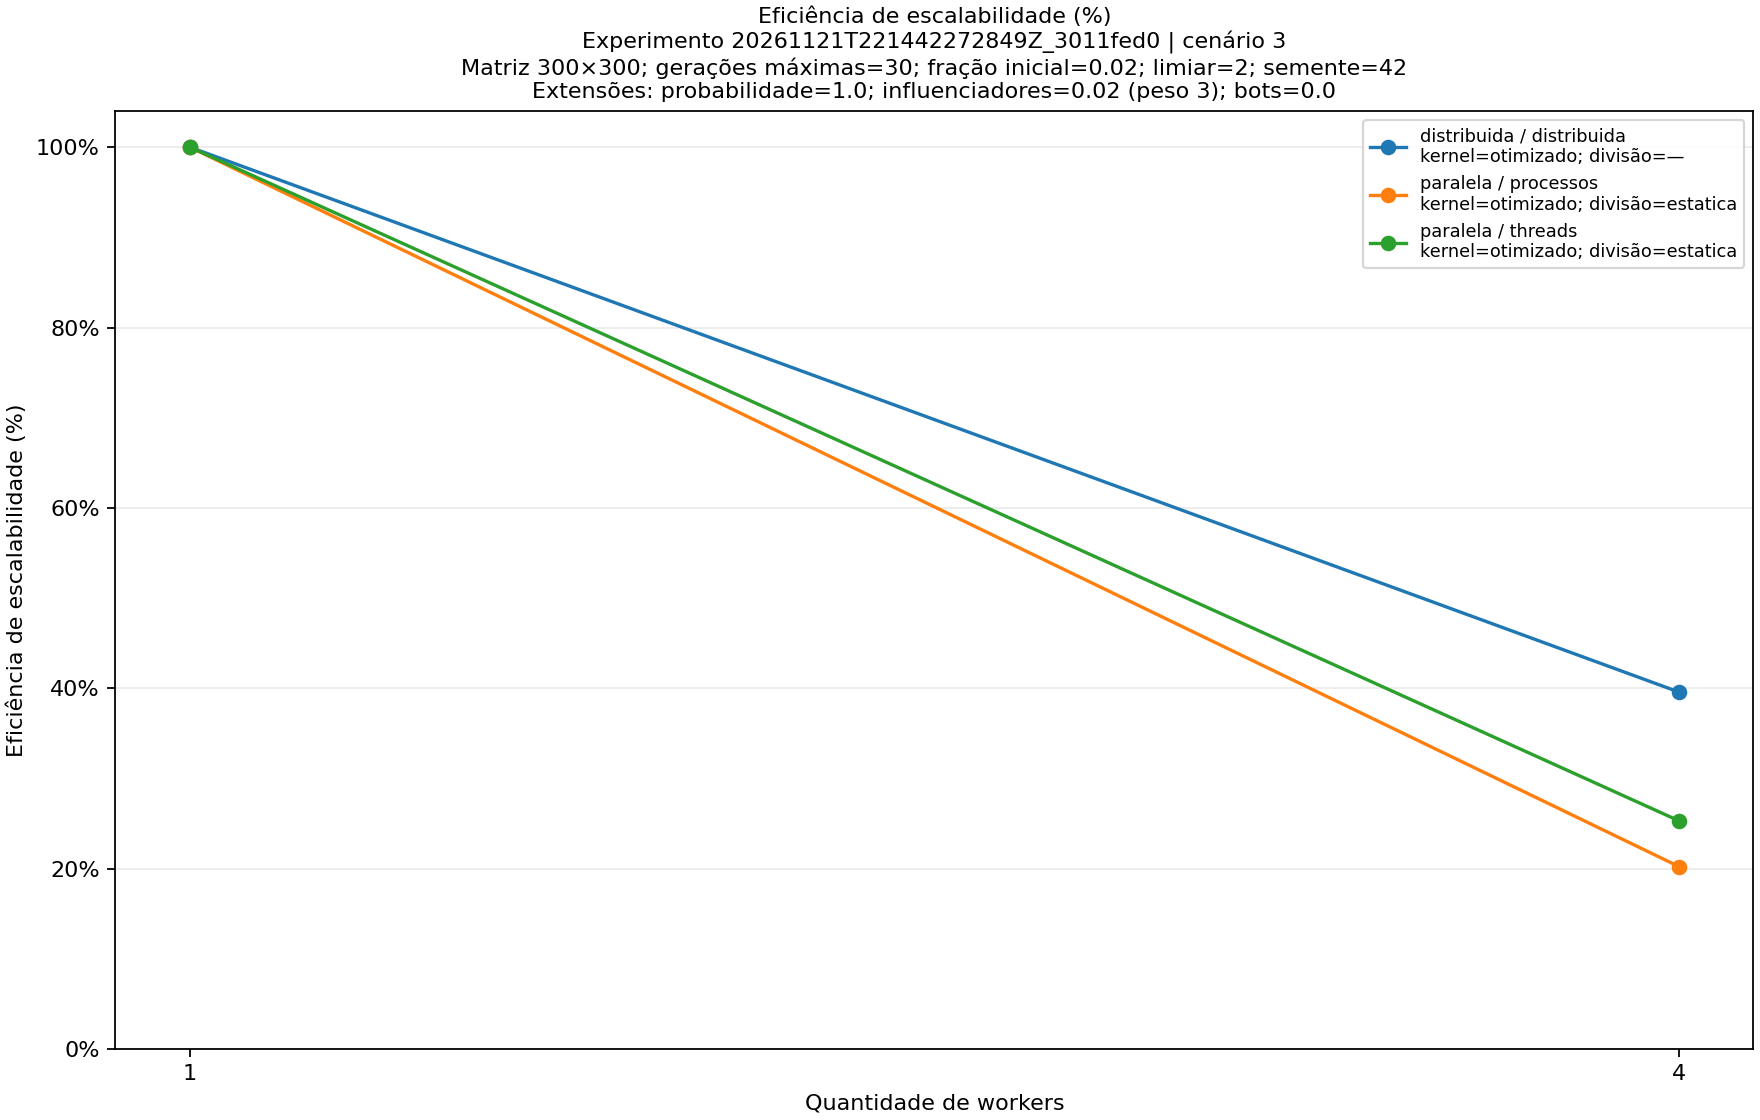 Eficiência de escalabilidade (%)
Experimento 20261121T221442272849Z_3011fed0 | cenário 3
Matriz 300×300; gerações máximas=30; fração inicial=0.02; limiar=2; semente=42
Extensões: probabilidade=1.0; influenciadores=0.02 (peso 3); bots=0.0
distribuida / distribuida
kernel=otimizado; divisão=—
paralela / processos
kernel=otimizado; divisão=estatica
paralela / threads
kernel=otimizado; divisão=estatica
Eficiência de escalabilidade (%)
100%
80%
60%
40%
20%
0%
1
4
Quantidade de workers